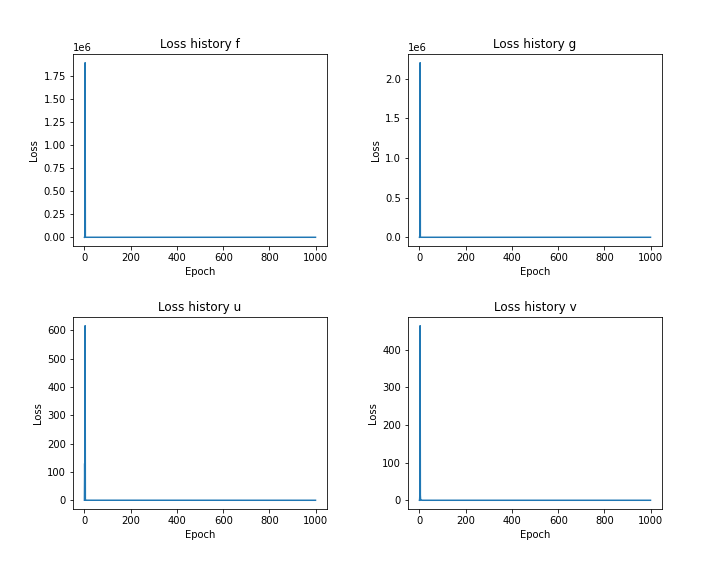 Loss history f
1e6
Loss
1.75
1.50
1.25
1.00
0.75
0.50
0.25
0.00
0 200 400 600 800 1000
Epoch
Loss history g
1e6
Loss
2.0
1.5
1.0
0.5
0.0
0 200 400 600 800 1000
Epoch
Loss history u
Loss
600
500
400
300
200
100
0
0 200 400 600 800 1000
Epoch
Loss history v
Loss
400
300
200
100
0
0 200 400 600 800 1000
Epoch